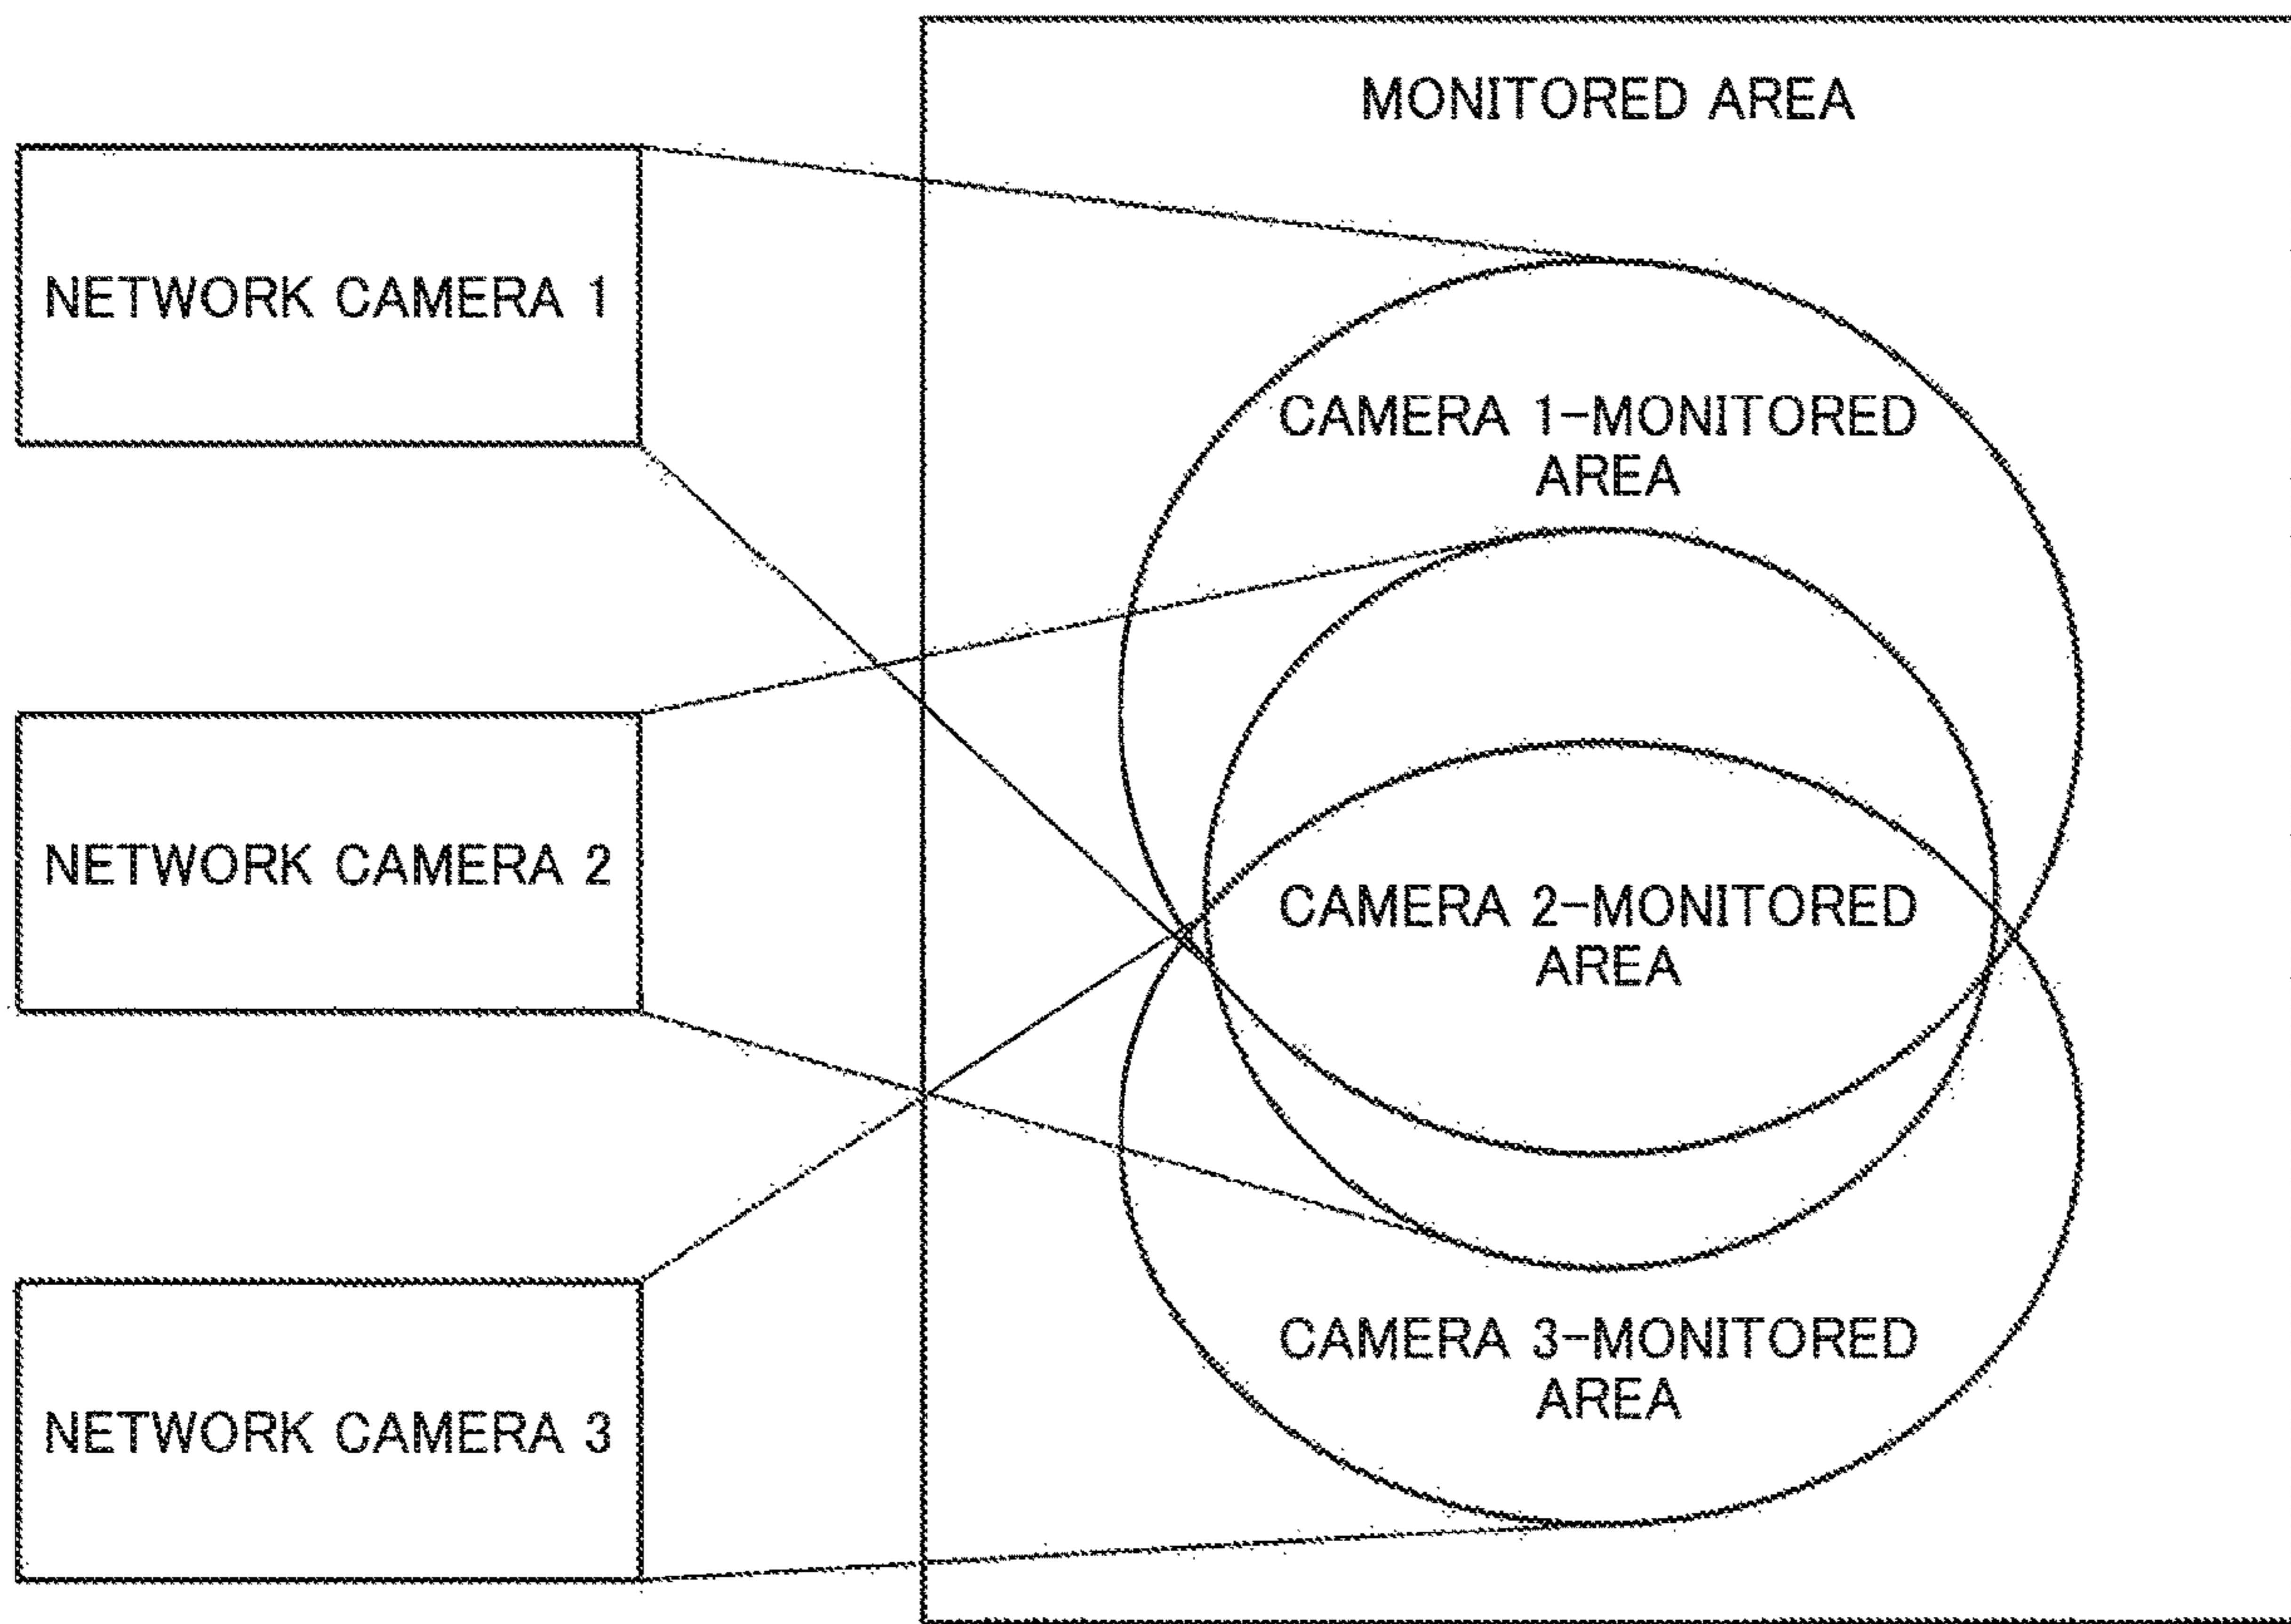 MONITORED AREA
NETWORK CAMERA 1
CAMERA 1-MONITORED
AREA
NETWORK CAMERA 2
CAMERA 2-MONITORED
AREA
CAMERA 3-MONITORED
AREA
NETWORK CAMERA 3